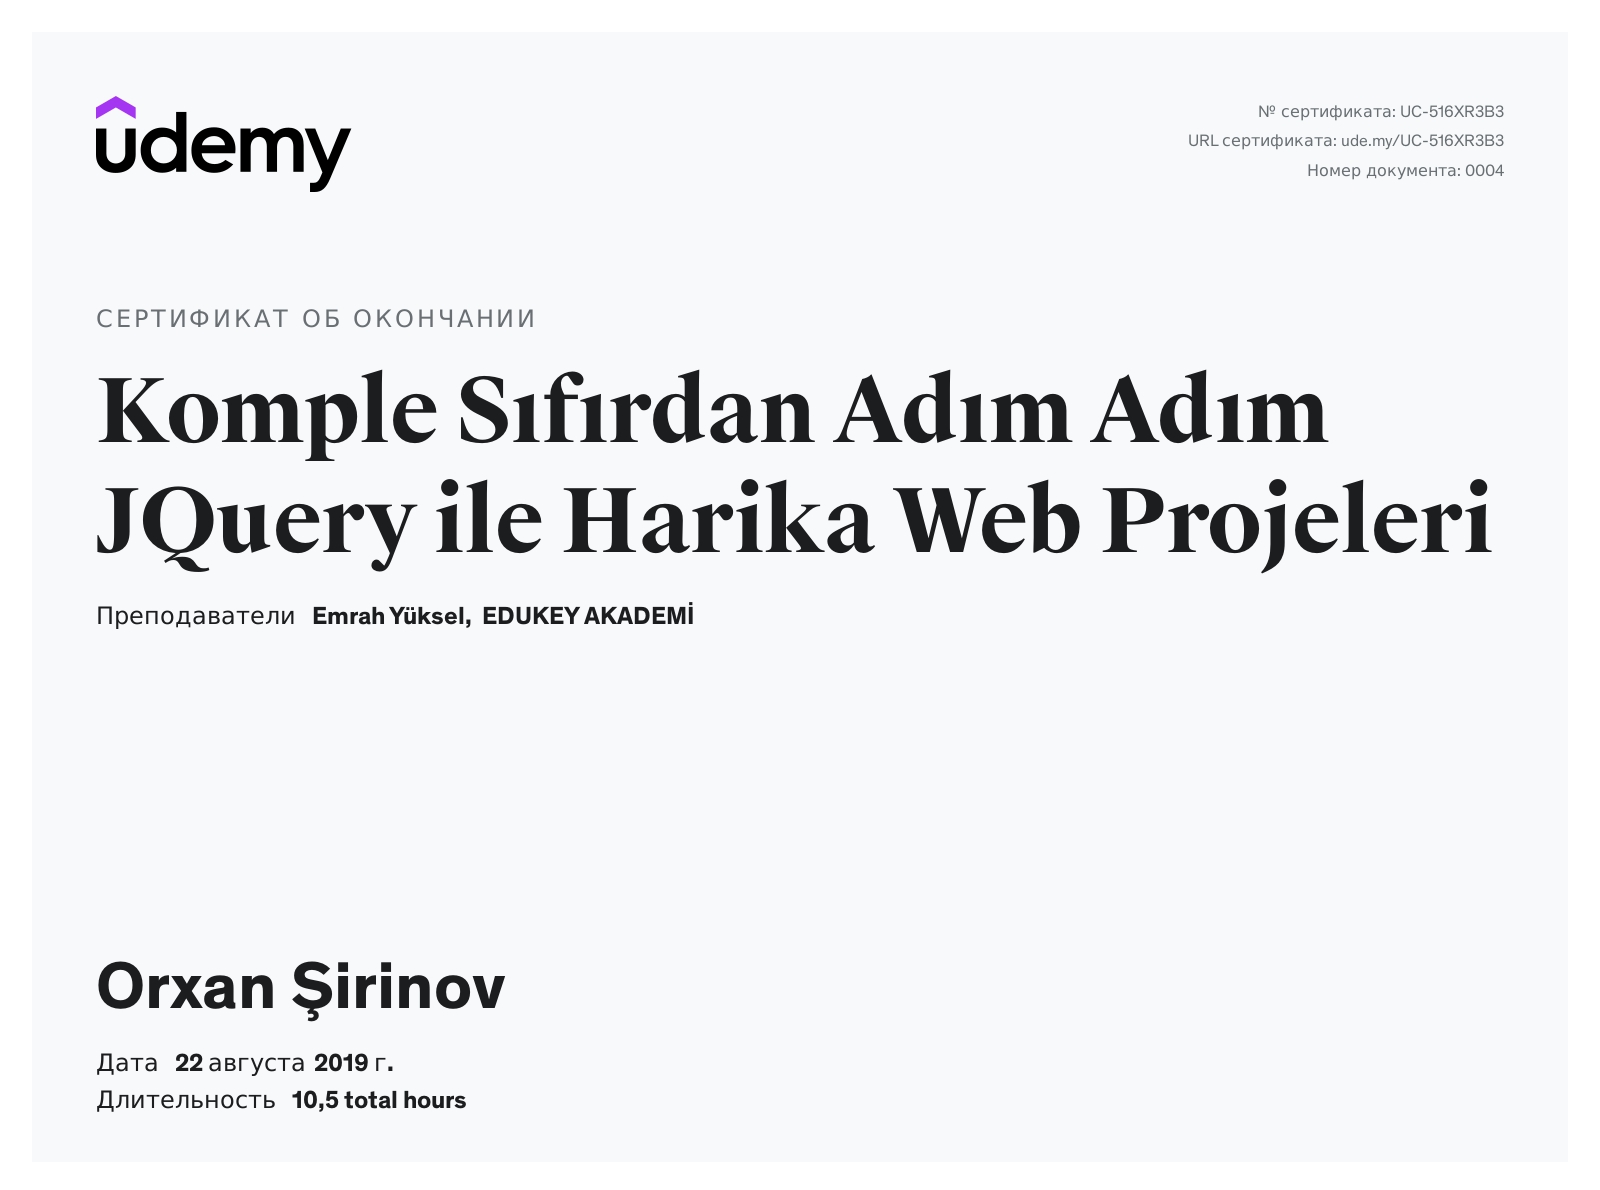 udemy
№ сертификата: UC-516XR3B3
URL сертификата: ude.my/UC-516XR3B3
Номер документа: 0004
СЕРТИФИКАТ ОБ ОКОНЧАНИИ
Komple Sıfırdan Adım Adım
JQuery ile Harika Web Projeleri
Преподаватели Emrah Yüksel, EDUKEY AKADEMİ
Orxan Şirinov
Дата 22 августа 2019 г.
Длительность 10,5 total hours